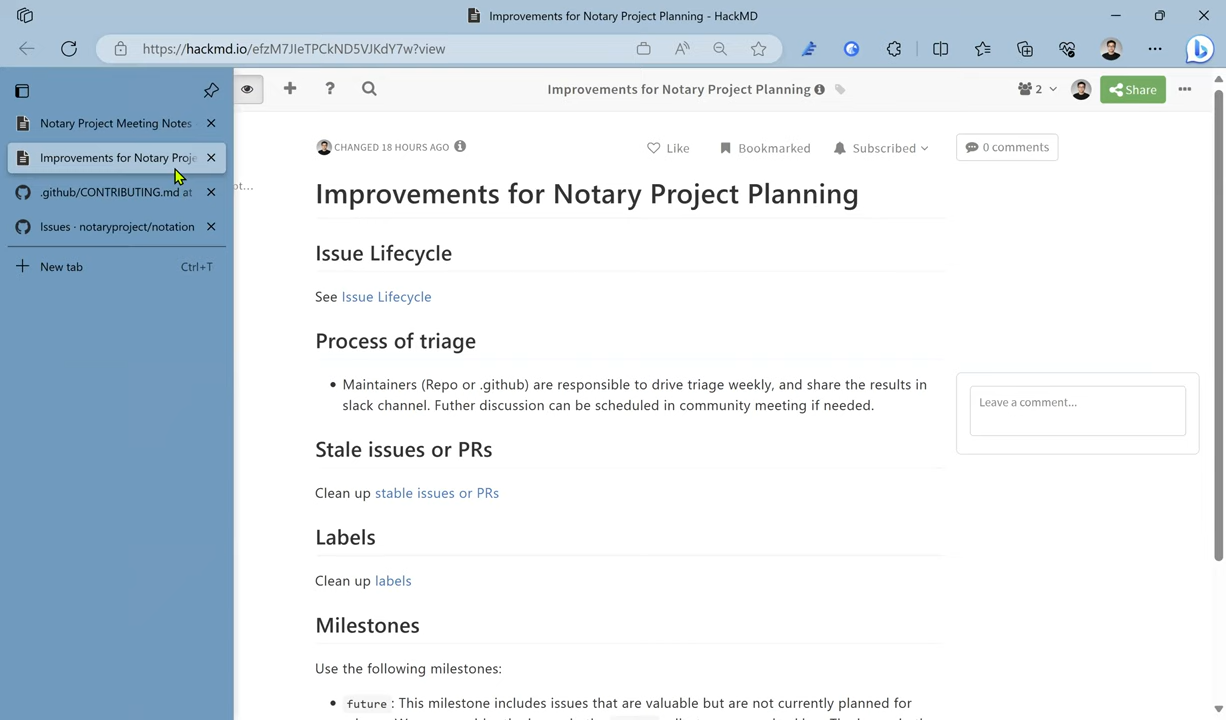 Improvements for Notary Project Planning - HackMD
https://hackmd.io/efzM7JIeTPCkND5VJKdY7w?view
Notary Project Meeting Notes
Improvements for Notary Proje
.github/CONTRIBUTING.md at
Issues · notaryproject/notation
New tab Ctrl+T
Improvements for Notary Project Planning
2
Share
CHANGED 18 HOURS AGO
Like
Bookmarked
Subscribed
0 comments
ot...
Improvements for Notary Project Planning
Issue Lifecycle
See Issue Lifecycle
Process of triage
• Maintainers (Repo or .github) are responsible to drive triage weekly, and share the results in
slack channel. Futher discussion can be scheduled in community meeting if needed.
Leave a comment...
Stale issues or PRs
Clean up stable issues or PRs
Labels
Clean up labels
Milestones
Use the following milestones:
• future : This milestone includes issues that are valuable but are not currently planned for